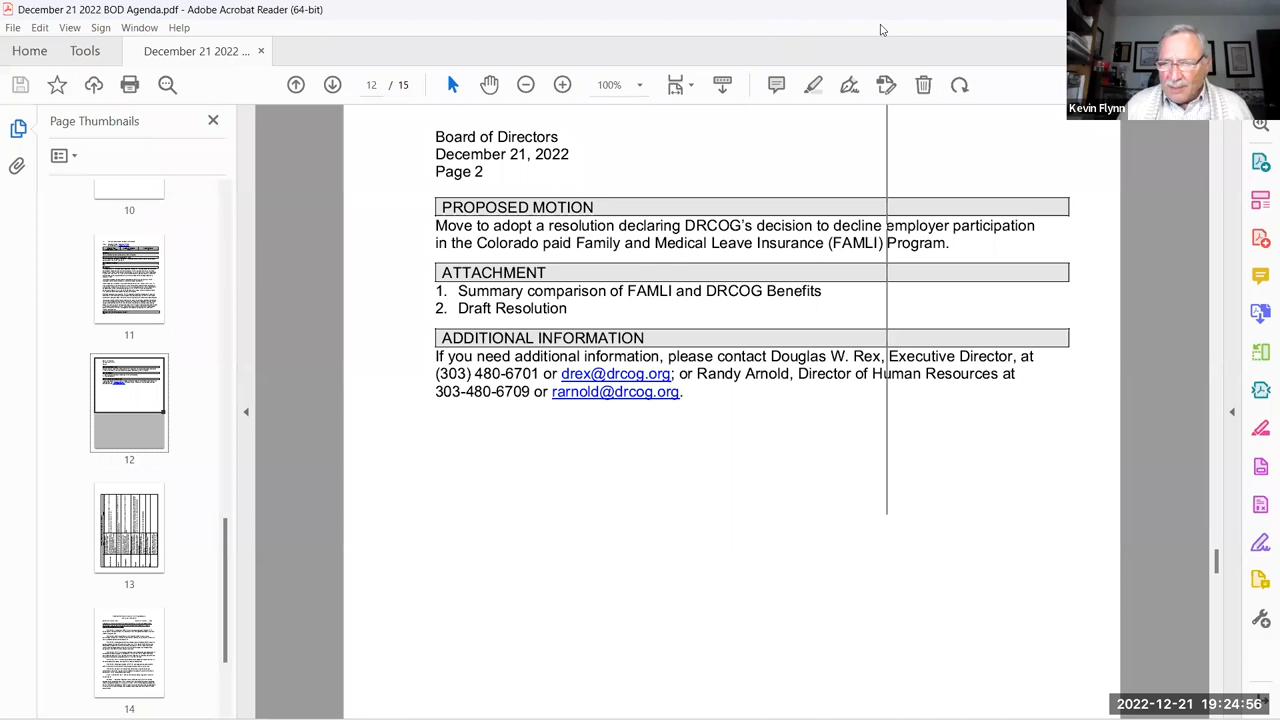 December 21 2022 BOD Agenda.pdf - Adobe Acrobat Reader (64-bit)
File Edit View Sign Window Help
Home Tools December 21 2022 ... ×
12 / 15 100%
Kevin Flynn
Page Thumbnails
10
11
12
13
14
Board of Directors
December 21, 2022
Page 2
PROPOSED MOTION
Move to adopt a resolution declaring DRCOG's decision to decline employer participation
in the Colorado paid Family and Medical Leave Insurance (FAMLI) Program.
ATTACHMENT
1. Summary comparison of FAMLI and DRCOG Benefits
2. Draft Resolution
ADDITIONAL INFORMATION
If you need additional information, please contact Douglas W. Rex, Executive Director, at
(303) 480-6701 or drex@drcog.org; or Randy Arnold, Director of Human Resources at
303-480-6709 or rarnold@drcog.org.
2022-12-21 19:24:56